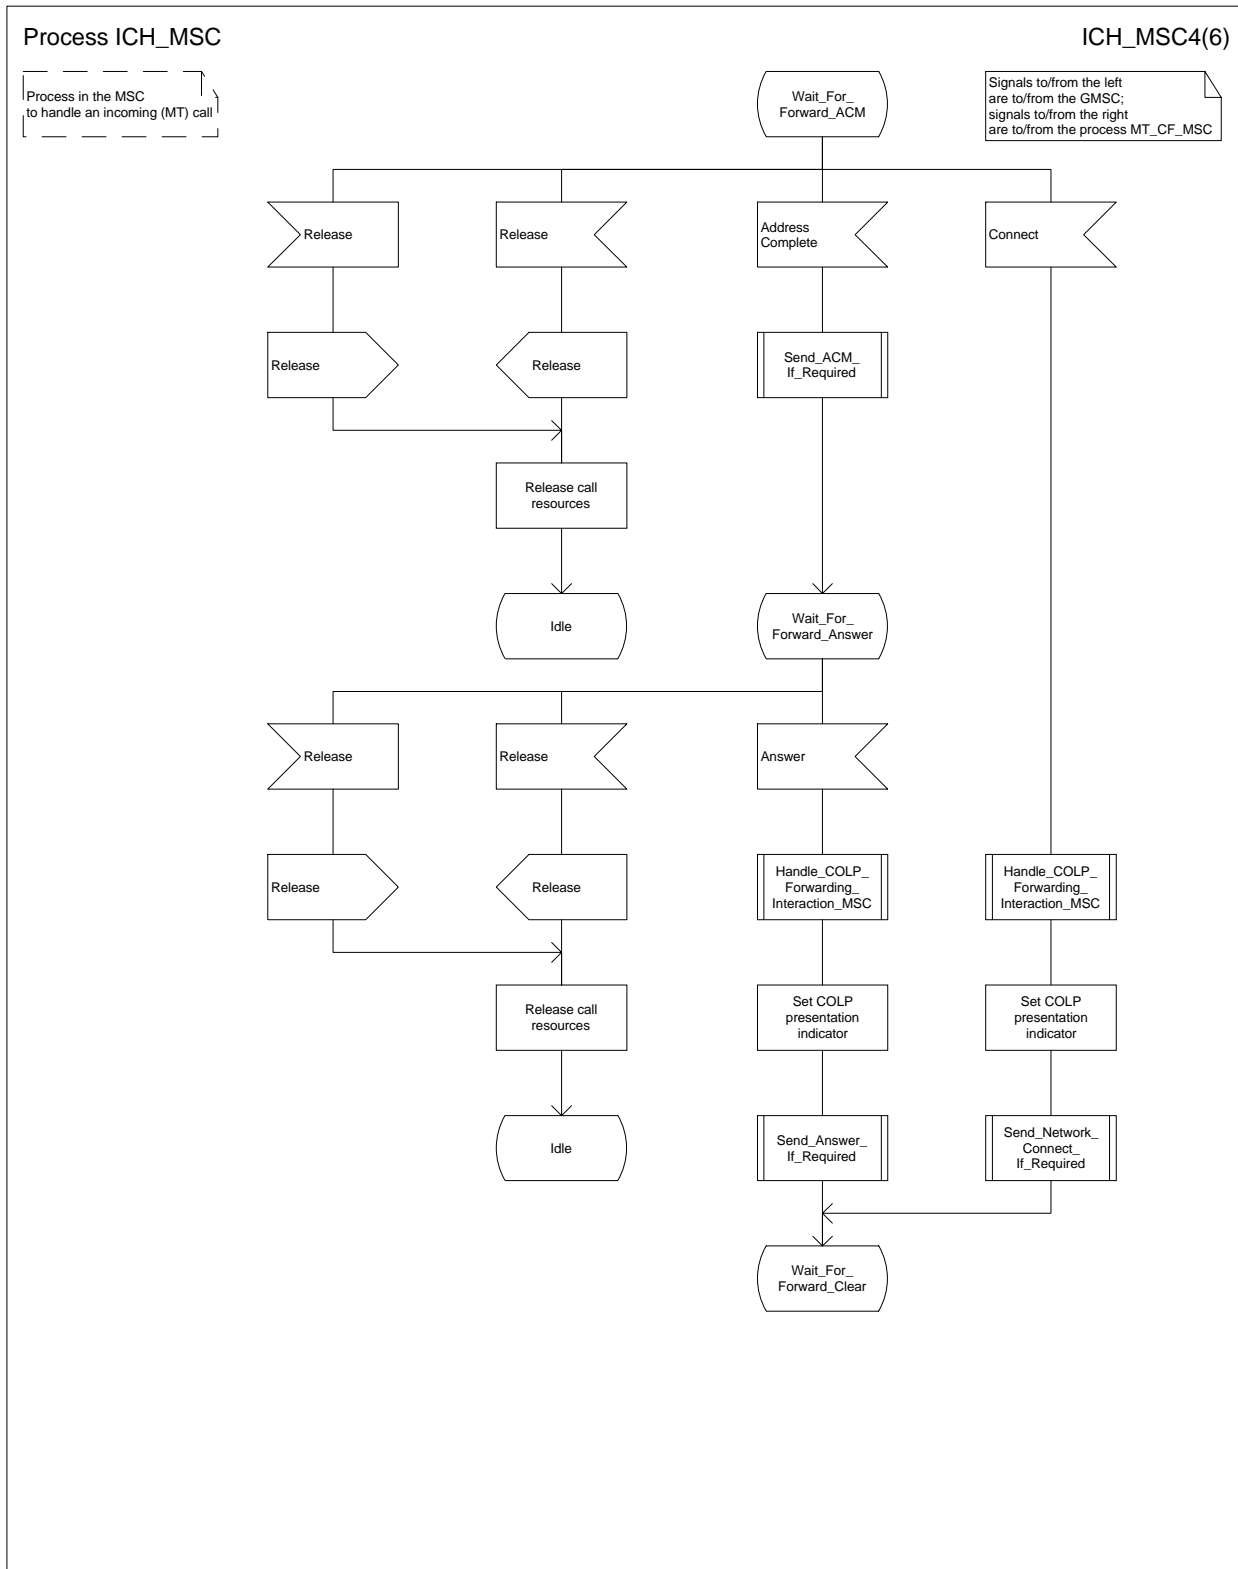 Process ICH_MSC
ICH_MSC4(6)
Process in the MSC
to handle an incoming (MT) call
Signals to/from the left
are to/from the GMSC;
signals to/from the right
are to/from the process MT_CF_MSC
Wait_For_
Forward_ACM
Release
Release
Address
Complete
Connect
Release
Release
Send_ACM_
If_Required
Release call
resources
Idle
Wait_For_
Forward_Answer
Release
Release
Answer
Release
Release
Handle_COLP_
Forwarding_
Interaction_MSC
Handle_COLP_
Forwarding_
Interaction_MSC
Release call
resources
Set COLP
presentation
indicator
Set COLP
presentation
indicator
Idle
Send_Answer_
If_Required
Send_Network_
Connect_
If_Required
Wait_For_
Forward_Clear